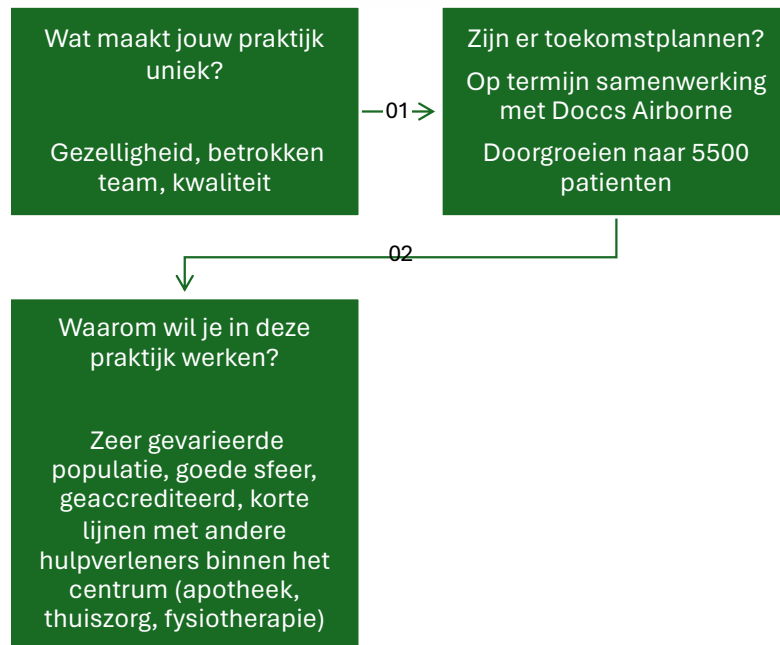 Wat maakt jouw praktijk
uniek?
Gezelligheid, betrokken
team, kwaliteit
01
Zijn er toekomstplannen?
Op termijn samenwerking
met Doccs Airborne
Doorgroeien naar 5500
patienten
02
Waarom wil je in deze
praktijk werken?
Zeer gevarieerde
populatie, goede sfeer,
geaccrediteerd, korte
lijnen met andere
hulpverleners binnen het
centrum (apotheek,
thuiszorg, fysiotherapie)